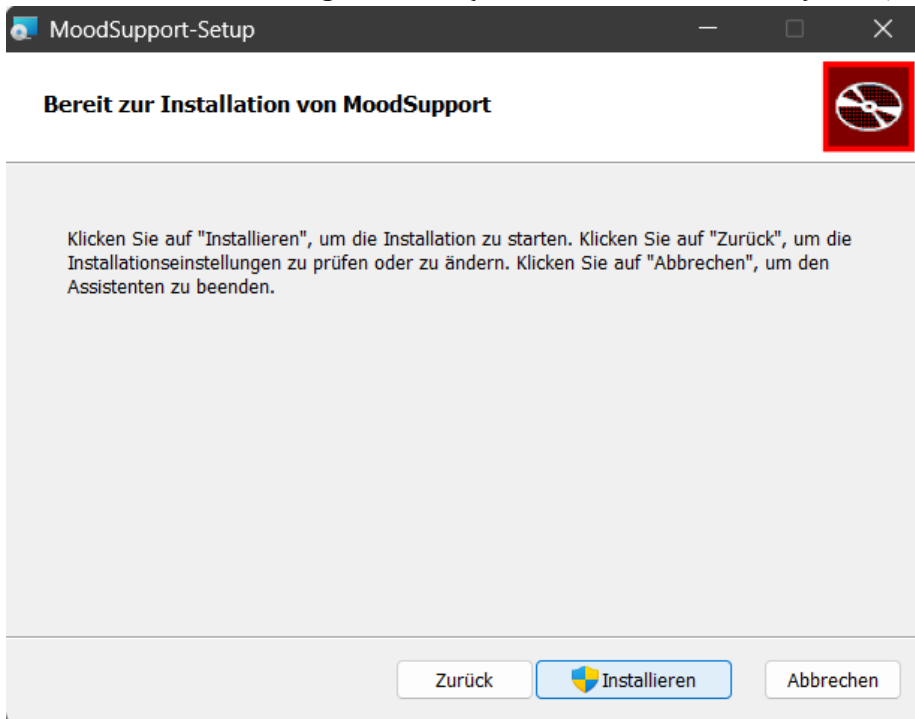 MoodSupport-Setup
Bereit zur Installation von MoodSupport
Klicken Sie auf "Installieren", um die Installation zu starten. Klicken Sie auf "Zurück", um die
Installationseinstellungen zu prüfen oder zu ändern. Klicken Sie auf "Abbrechen", um den
Assistenten zu beenden.
Zurück
Installieren
Abbrechen